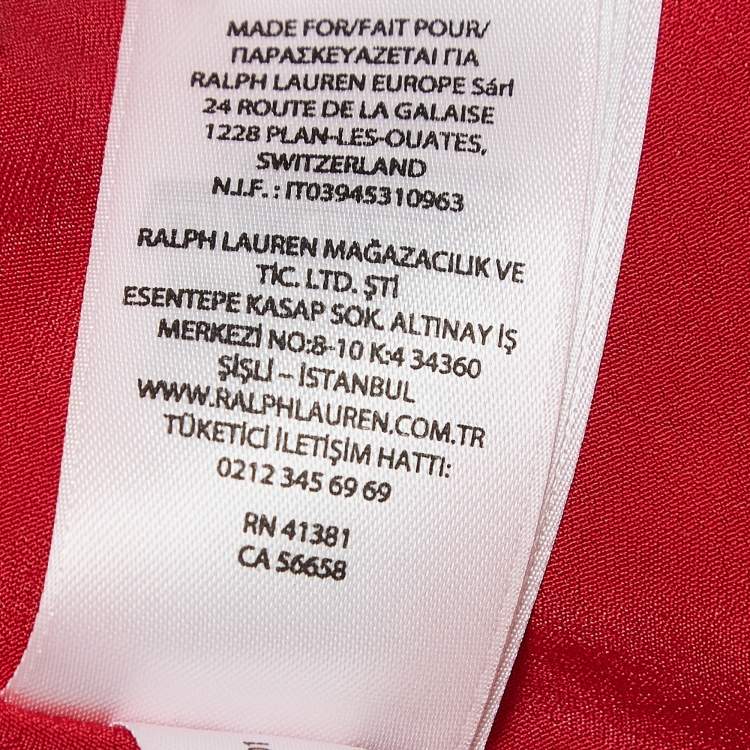 MADE FOR/FAIT POUR/
ΠΑΡΑΣΚΕΥΑΖΕΤΑΙ ΓΙΑ
RALPH LAUREN EUROPE Sárl
24 ROUTE DE LA GALAISE
1228 PLAN-LES-OUATES,
SWITZERLAND
N.I.F. : IT03945310963
RALPH LAUREN MAĞAZACILIK VE
TİC. LTD. ŞTİ
ESENTEPE KASAP SOK. ALTINAY İŞ
MERKEZİ NO:8-10 K:4 34360
ŞİŞLİ – İSTANBUL
WWW.RALPHLAUREN.COM.TR
TÜKETİCİ İLETİŞİM HATTI:
0212 345 69 69
RN 41381
CA 56658